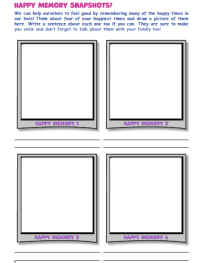 HAPPY MEMORY SNAPSHOTS!
We can help ourselves to feel good by remembering many of the happy times in
our lives! Think about four of your happiest times and draw a picture of them
here. Write a sentence about each one too if you can. They are sure to make
you smile and don't forget to talk about them with your family too!
HAPPY MEMORY 1
HAPPY MEMORY 2
HAPPY MEMORY 3
HAPPY MEMORY 4